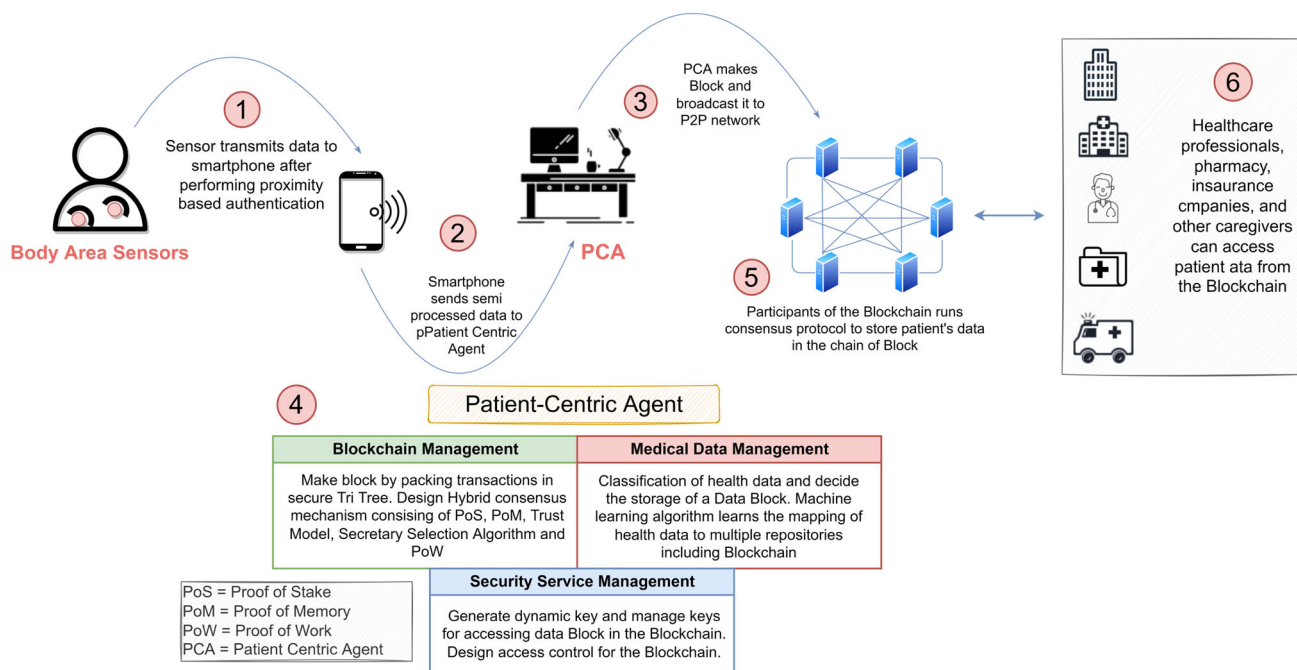 1
Sensor transmits data to
smartphone after
performing proximity
based authentication
Body Area Sensors
2
Smartphone
sends semi
processed data to
pPatient Centric
Agent
PCA
3
PCA makes
Block and
broadcast it to
P2P network
5
Participants of the Blockchain runs
consensus protocol to store patient's data
in the chain of Block
6
Healthcare
professionals,
pharmacy,
insaurance
cmpanies, and
other caregivers
can access
patient ata from
the Blockchain
4
Patient-Centric Agent
Blockchain Management
Make block by packing transactions in
secure Tri Tree. Design Hybrid consensus
mechanism consising of PoS, PoM, Trust
Model, Secretary Selection Algorithm and
PoW
Medical Data Management
Classification of health data and decide
the storage of a Data Block. Machine
learning algorithm learns the mapping of
health data to multiple repositories
including Blockchain
Security Service Management
Generate dynamic key and manage keys
for accessing data Block in the Blockchain.
Design access control for the Blockchain.
PoS = Proof of Stake
PoM = Proof of Memory
PoW = Proof of Work
PCA = Patient Centric Agent